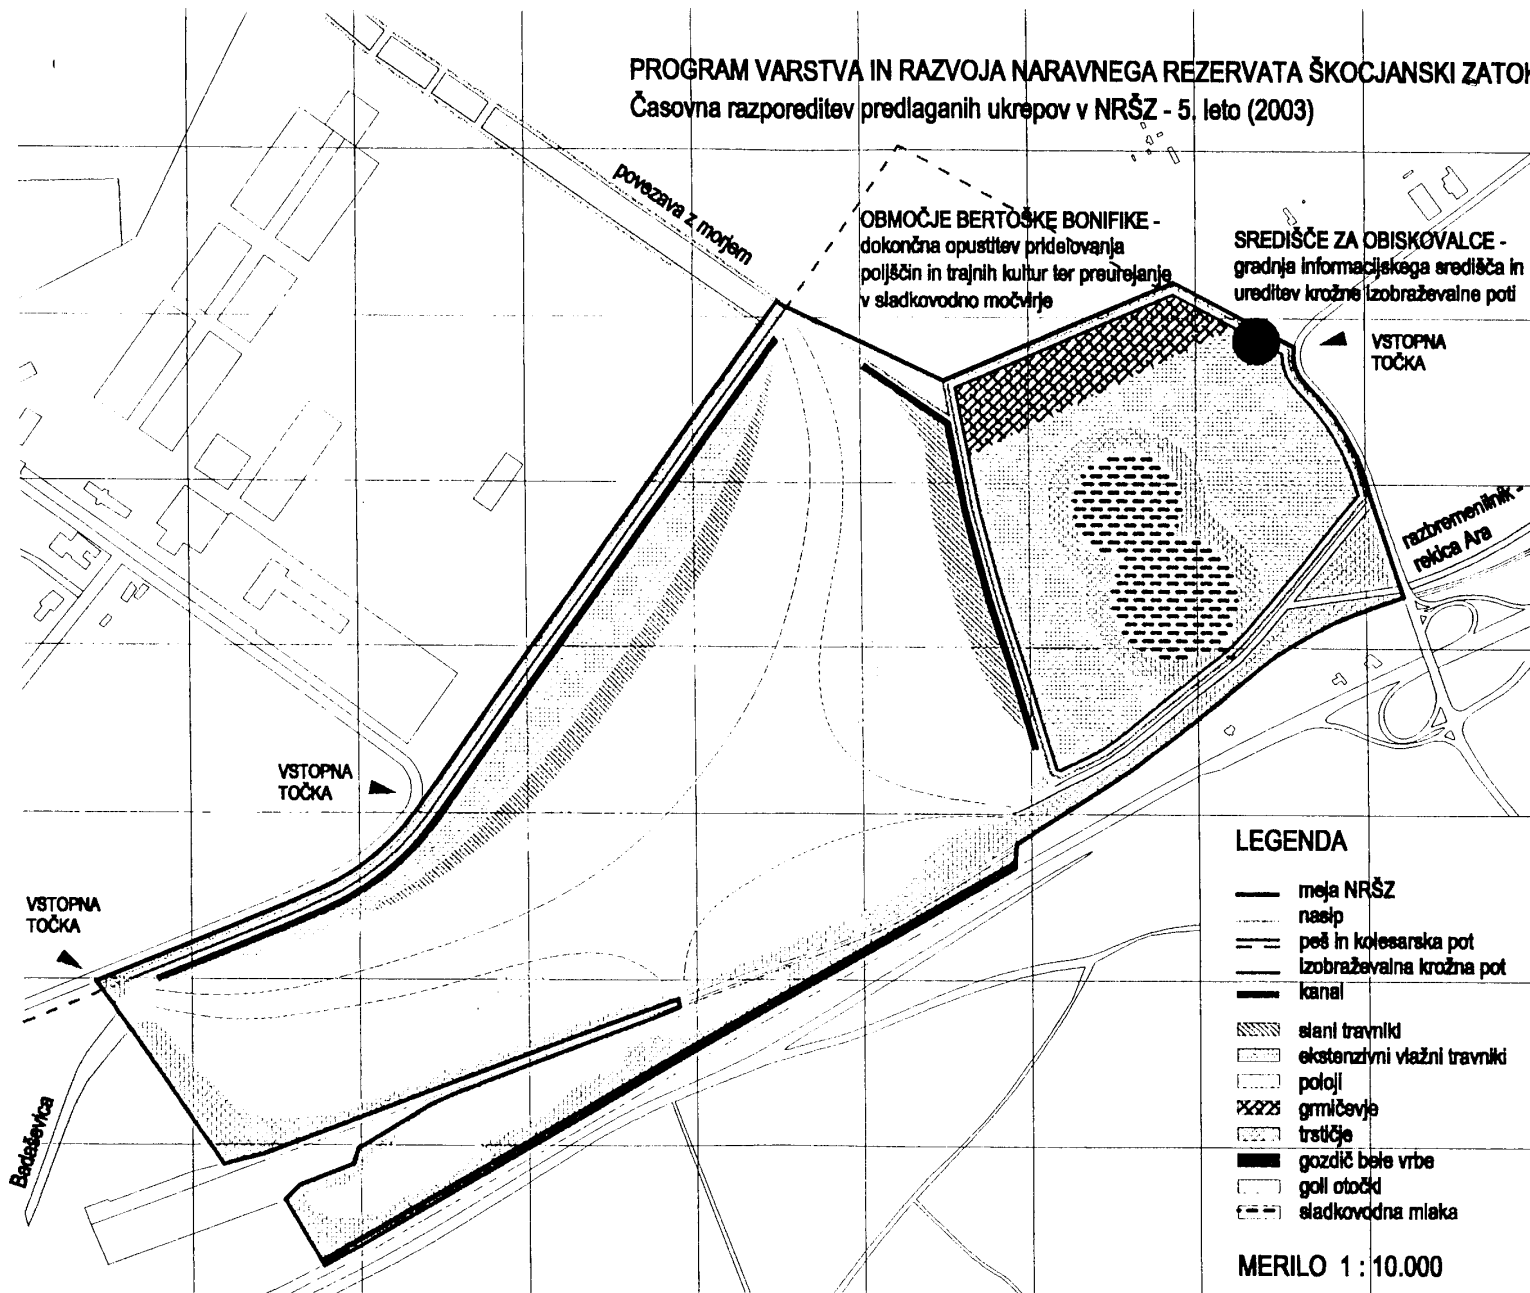 PROGRAM VARSTVA IN RAZVOJA NARAVNEGA REZERVATA ŠKOCJANSKI ZATOK
Časovna razporeditev predlaganih ukrepov v NRŠZ - 5. leto (2003)
povezava z morjem
OBMOČJE BERTOŠKE BONIFIKE -
dokončna opustitev pridelovanja
poljščin in trajnih kultur ter preurejanje
v sladkovodno močvirje
SREDIŠČE ZA OBISKOVALCE -
gradnja informacijskega središča in
ureditev krožne izobraževalne poti
VSTOPNA
TOČKA
razbremenilnik -
rekica Ara
VSTOPNA
TOČKA
VSTOPNA
TOČKA
Badaševica
LEGENDA
meja NRŠZ
nasip
peš in kolesarska pot
izobraževalna krožna pot
kanal
slani travniki
ekstenzivni vlažni travniki
poloji
grmičevje
trstičje
gozdič bele vrbe
goli otočki
sladkovodna mlaka
MERILO 1 : 10.000